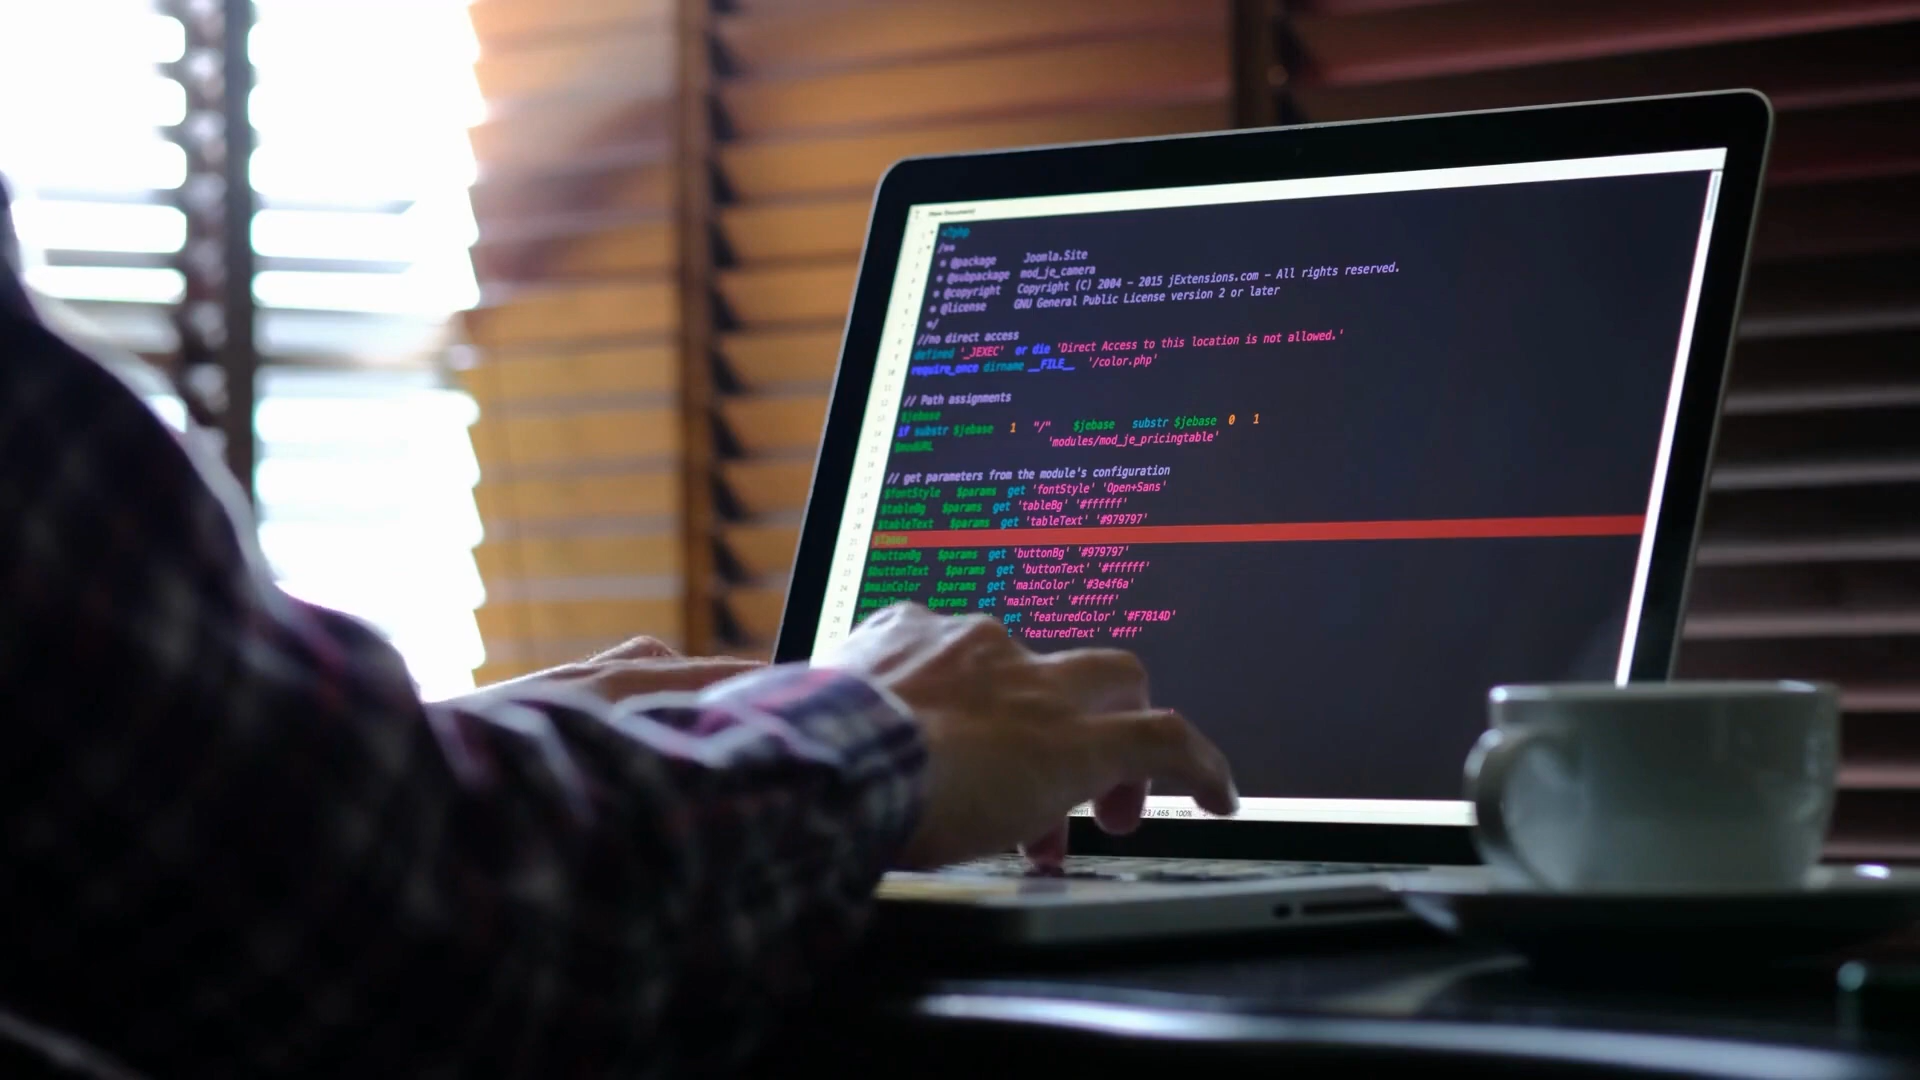 (New Document)
<?php
/**
* @package Joomla.Site
* @subpackage mod_je_camera
* @copyright Copyright (C) 2004 - 2015 jExtensions.com - All rights reserved.
* @license GNU General Public License version 2 or later
*/
//no direct access
defined '_JEXEC' or die 'Direct Access to this location is not allowed.'
require_once dirname __FILE__ '/color.php'
// Path assignments
$jebase
if substr $jebase 1 "/" $jebase substr $jebase 0 1
$modURL 'modules/mod_je_pricingtable'
// get parameters from the module's configuration
$fontStyle $params get 'fontStyle' 'Open+Sans'
$tableBg $params get 'tableBg' '#ffffff'
$tableText $params get 'tableText' '#979797'
$buttonBg $params get 'buttonBg' '#979797'
$buttonText $params get 'buttonText' '#ffffff'
$mainColor $params get 'mainColor' '#3e4f6a'
$mainText $params get 'mainText' '#ffffff'
get 'featuredColor' '#F7814D'
'featuredText' '#fff'
100%